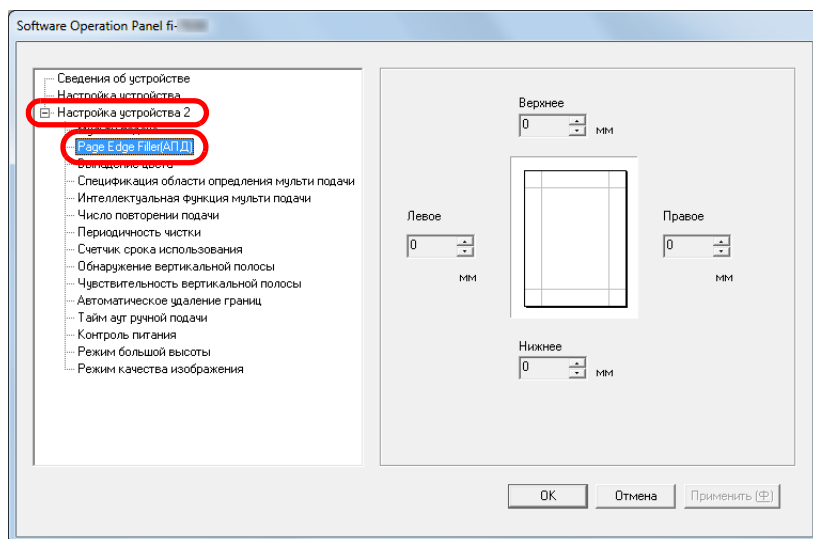 Software Operation Panel fi-
Сведения об устройстве
Настройка устройства
Настройка устройства 2
Page Edge Filler(АПД)
Выпадение цвета
Спецификация области опредления мульти подачи
Интеллектуальная функция мульти подачи
Число повторении подачи
Периодичность чистки
Счетчик срока использования
Обнаружение вертикальной полосы
Чувствительность вертикальной полосы
Автоматическое удаление границ
Тайм аут ручной подачи
Контроль питания
Режим большой высоты
Режим качества изображения
Верхнее
0 мм
Левое
0
мм
Правое
0
мм
Нижнее
0 мм
OK
Отмена
Применить (Ф)